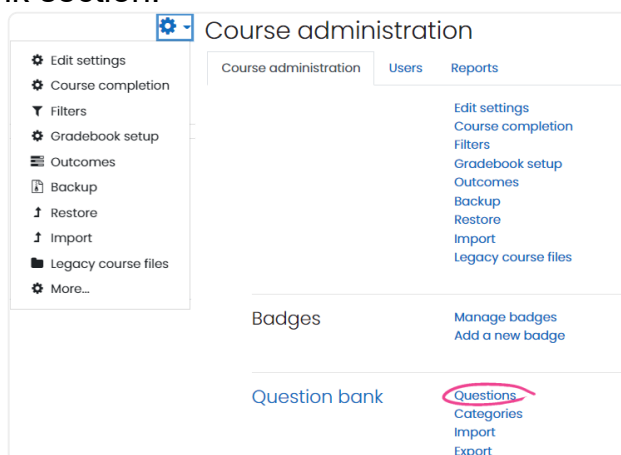 Edit settings
Course completion
Filters
Gradebook setup
Outcomes
Backup
Restore
Import
Legacy course files
More...
Course administration
Course administration Users Reports
Edit settings
Course completion
Filters
Gradebook setup
Outcomes
Backup
Restore
Import
Legacy course files
Badges
Manage badges
Add a new badge
Question bank
Questions
Categories
Import
Export